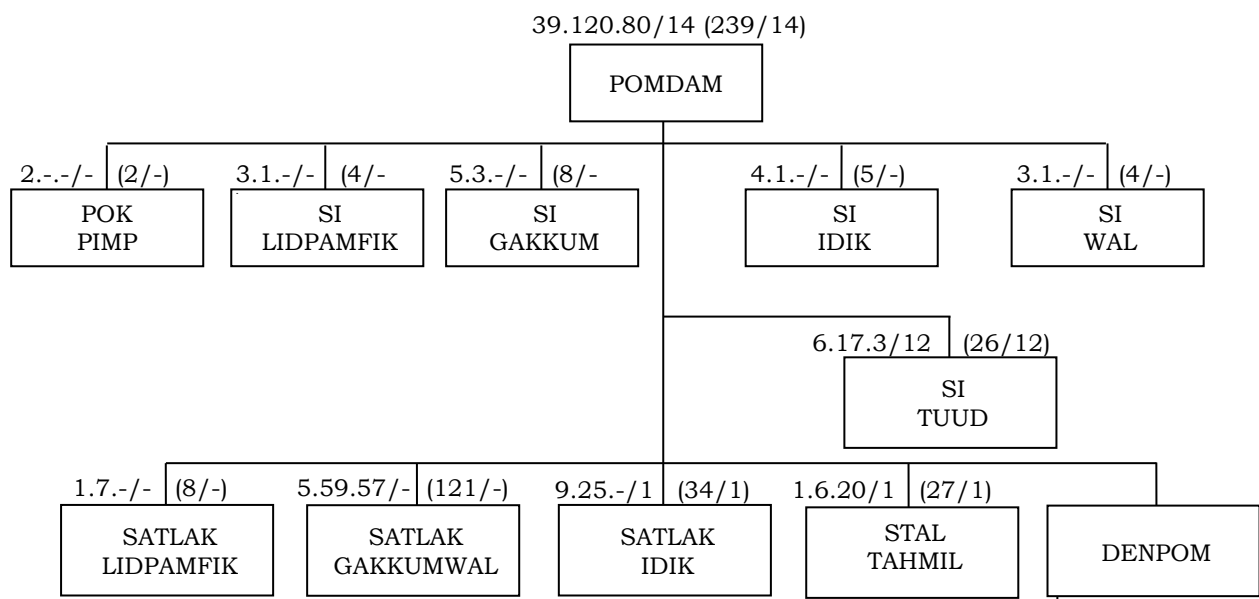 39.120.80/14 (239/14)
POMDAM
2.-.-/- (2/-)
POK
PIMP
3.1.-/- (4/-
SI
LIDPAMFIK
5.3.-/- (8/-
SI
GAKKUM
4.1.-/- (5/-)
SI
IDIK
3.1.-/- (4/-)
SI
WAL
6.17.3/12 (26/12)
SI
TUUD
1.7.-/- (8/-)
SATLAK
LIDPAMFIK
5.59.57/- (121/-)
SATLAK
GAKKUMWAL
9.25.-/1 (34/1)
SATLAK
IDIK
1.6.20/1 (27/1)
STAL
TAHMIL
DENPOM